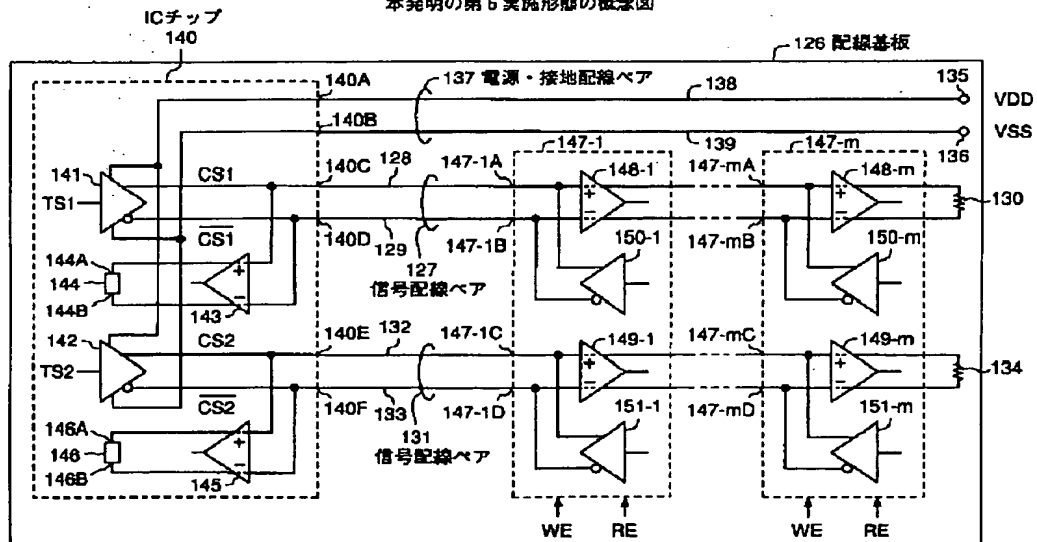 本発明の第6実施形態の概念図
ICチップ
140
126 配線基板
140A
137 電源・接地配線ペア
138
135
VDD
140B
139
136
VSS
147-1
147-m
141
CS1
140C
128
147-1A
148-1
147-mA
148-m
TS1
130
CS1
140D
129
147-1B
150-1
147-mB
150-m
127
信号配線ペア
144A
144
144B
143
142
CS2
140E
132
147-1C
149-1
147-mC
149-m
TS2
134
CS2
140F
133
147-1D
151-1
147-mD
151-m
131
信号配線ペア
146A
146
146B
145
WE
RE
WE
RE